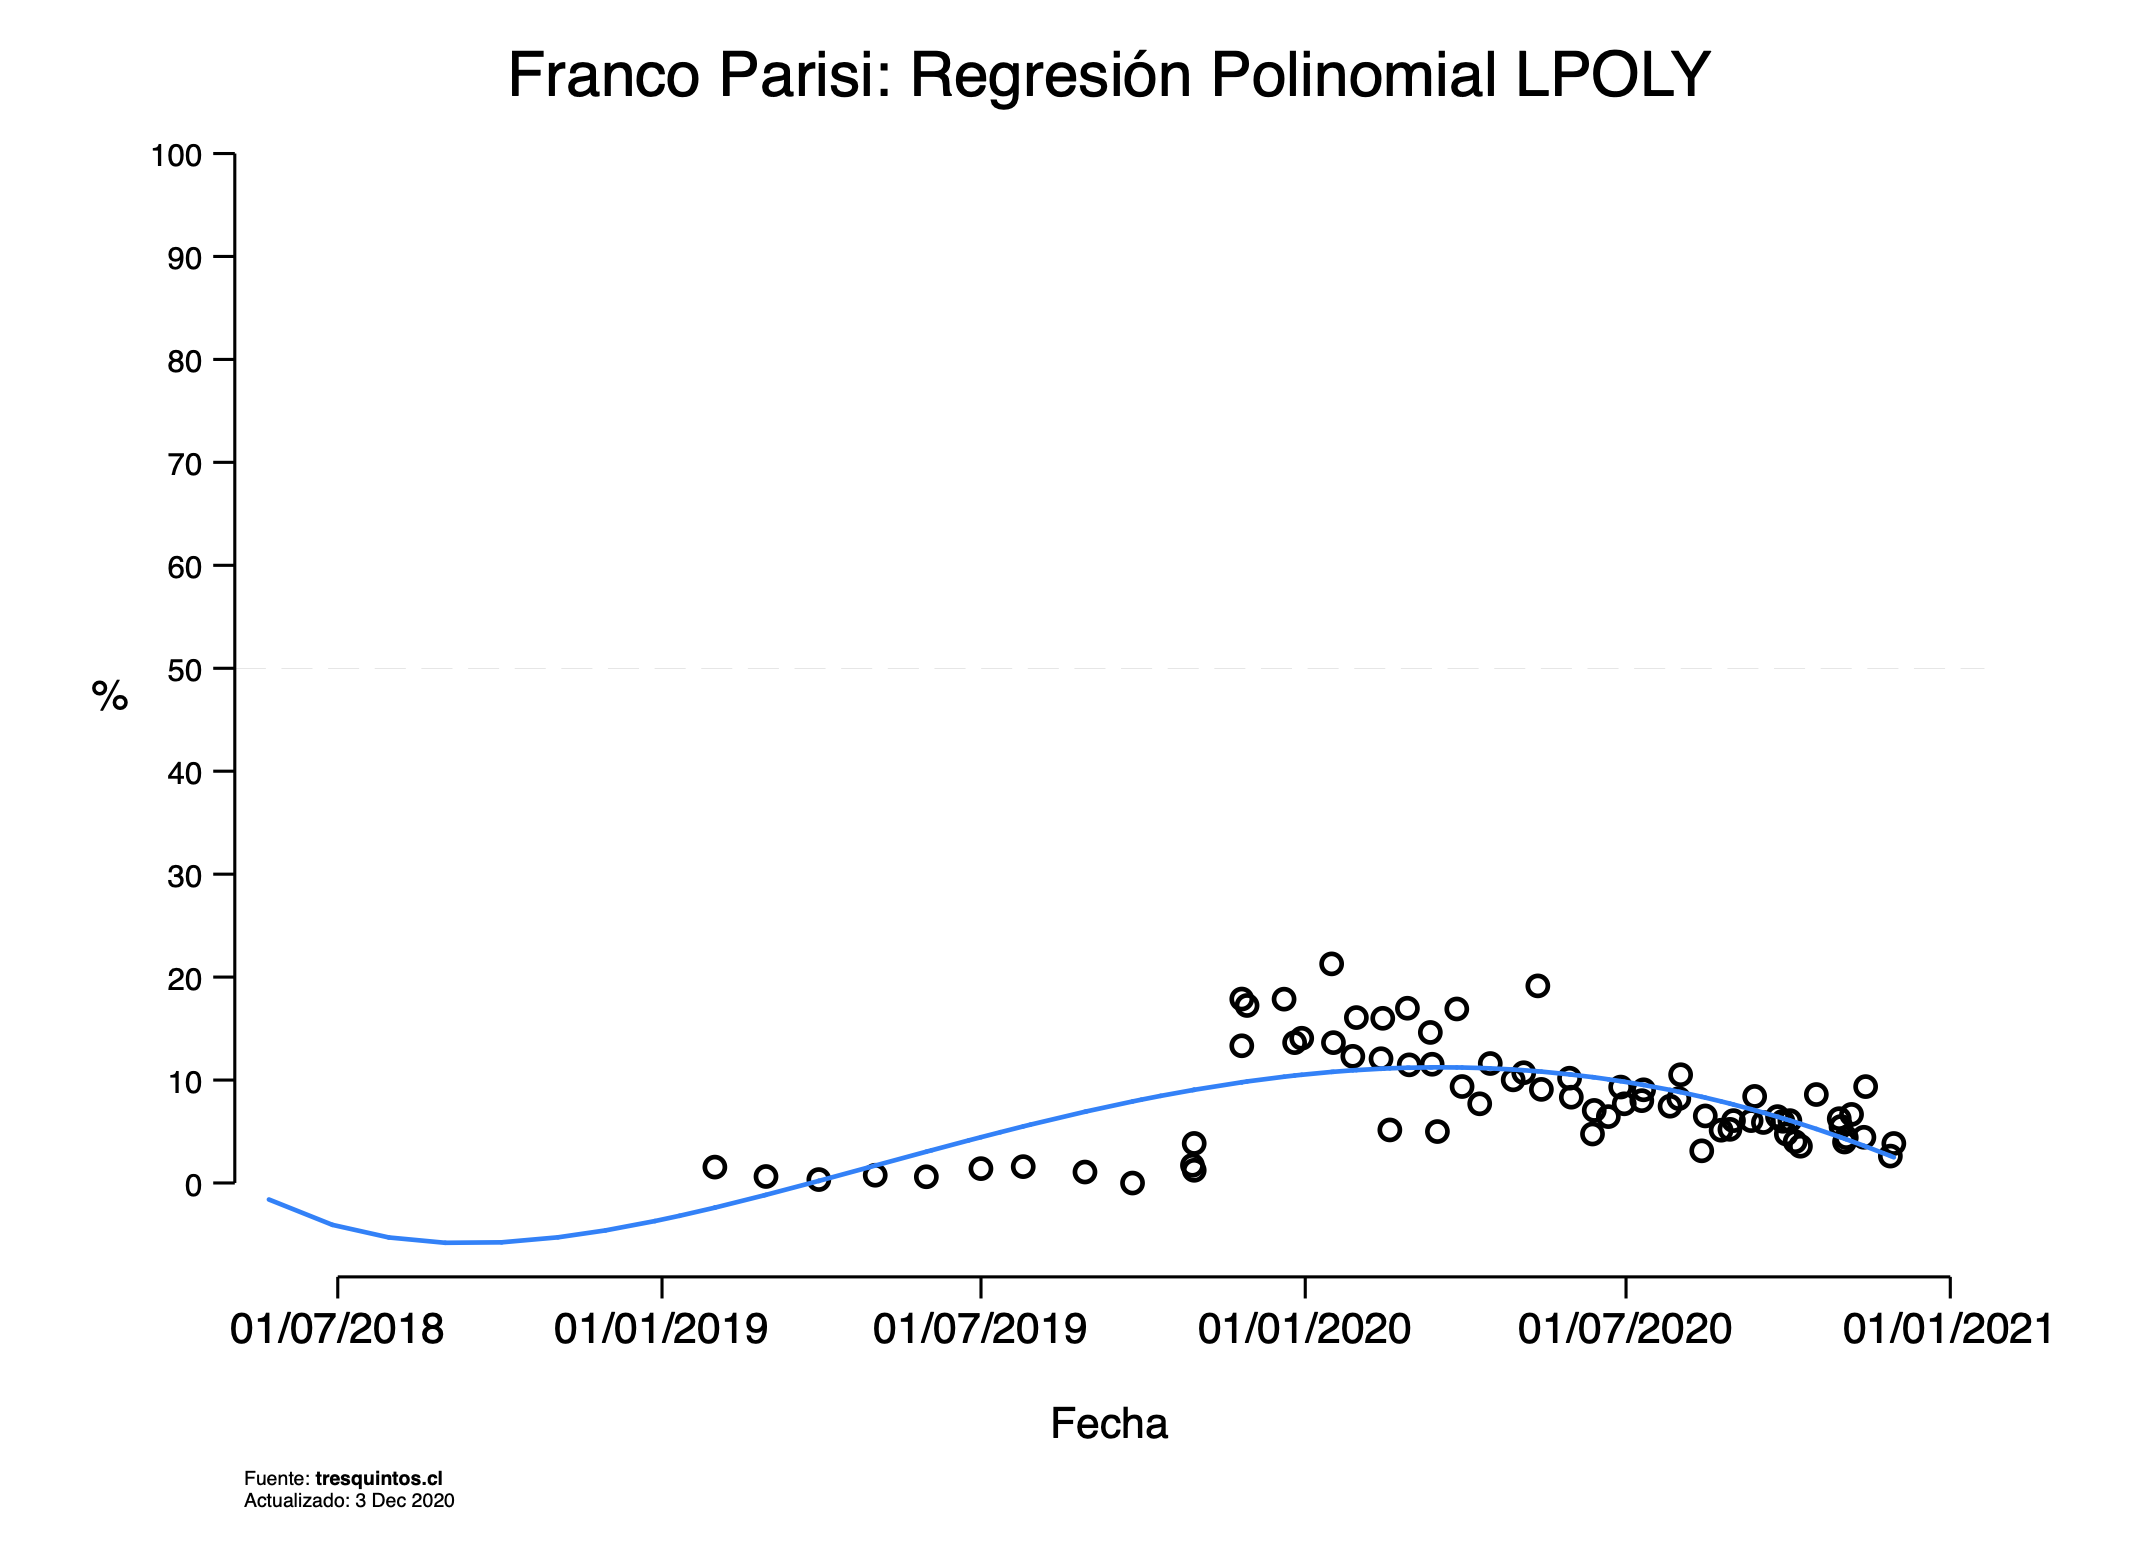 Franco Parisi: Regresión Polinomial LPOLY
100
90
80
70
60
50
%
40
30
20
10
0
01/07/2018 01/01/2019 01/07/2019 01/01/2020 01/07/2020 01/01/2021
Fecha
Fuente: tresquintos.cl
Actualizado: 3 Dec 2020